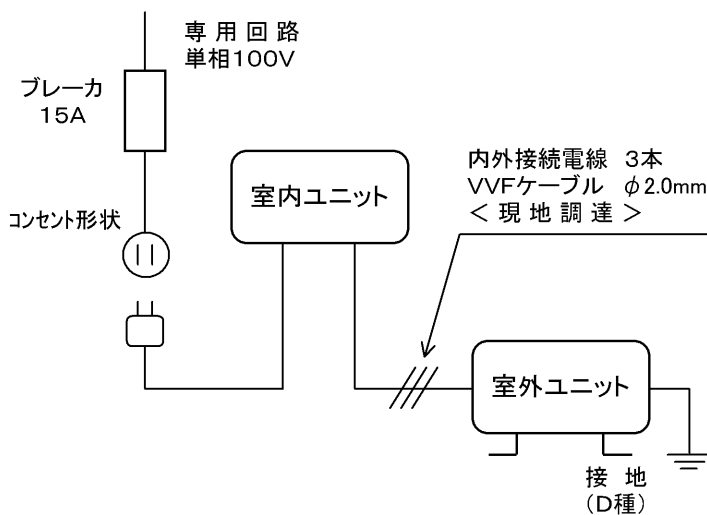 専用回路
単相100V
ブレーカ
15A
コンセント形状
室内ユニット
内外接続電線 3本
VVFケーブル φ2.0mm
<現地調達>
室外ユニット
接地
(D種)